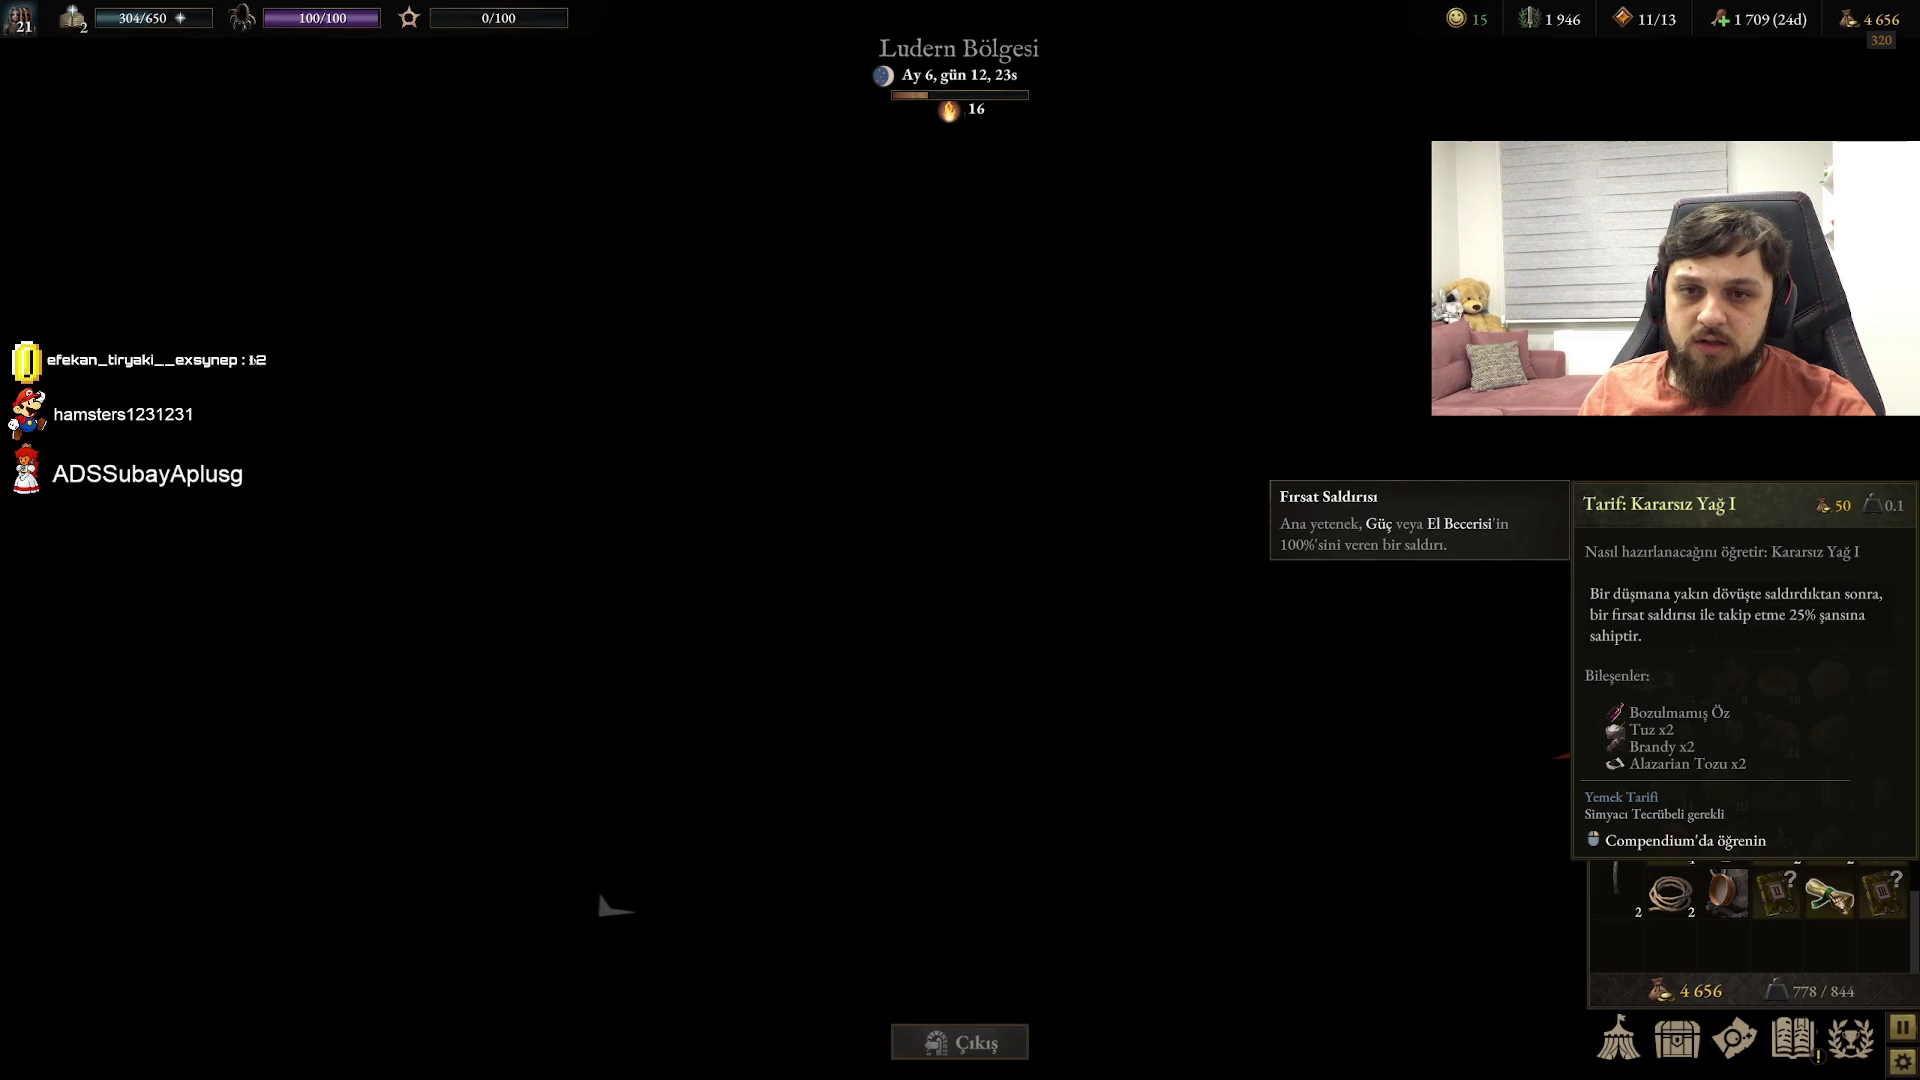 21
2
304/650
100/100
0/100
15
1 946
11/13
1 709 (24d)
4 656
320
Ludern Bölgesi
Ay 6, gün 12, 23s
16
efekan_tiryaki__exsynep :
hamsters1231231
ADSSubayAplusg
Fırsat Saldırısı
Ana yetenek, Güç veya El Becerisi'in
100%'sini veren bir saldırı.
Tarif: Kararsız Yağ I
50
0.1
Nasıl hazırlanacağını öğretir: Kararsız Yağ I
Bir düşmana yakın dövüşte saldırdıktan sonra,
bir fırsat saldırısı ile takip etme 25% şansına
sahiptir.
Bileşenler:
Bozulmamış Öz
Tuz x2
Brandy x2
Alazarian Tozu x2
Yemek Tarifi
Simyacı Tecrübeli gerekli
Compendium'da öğrenin
2
2
?
?
4 656
778 / 844
Çıkış